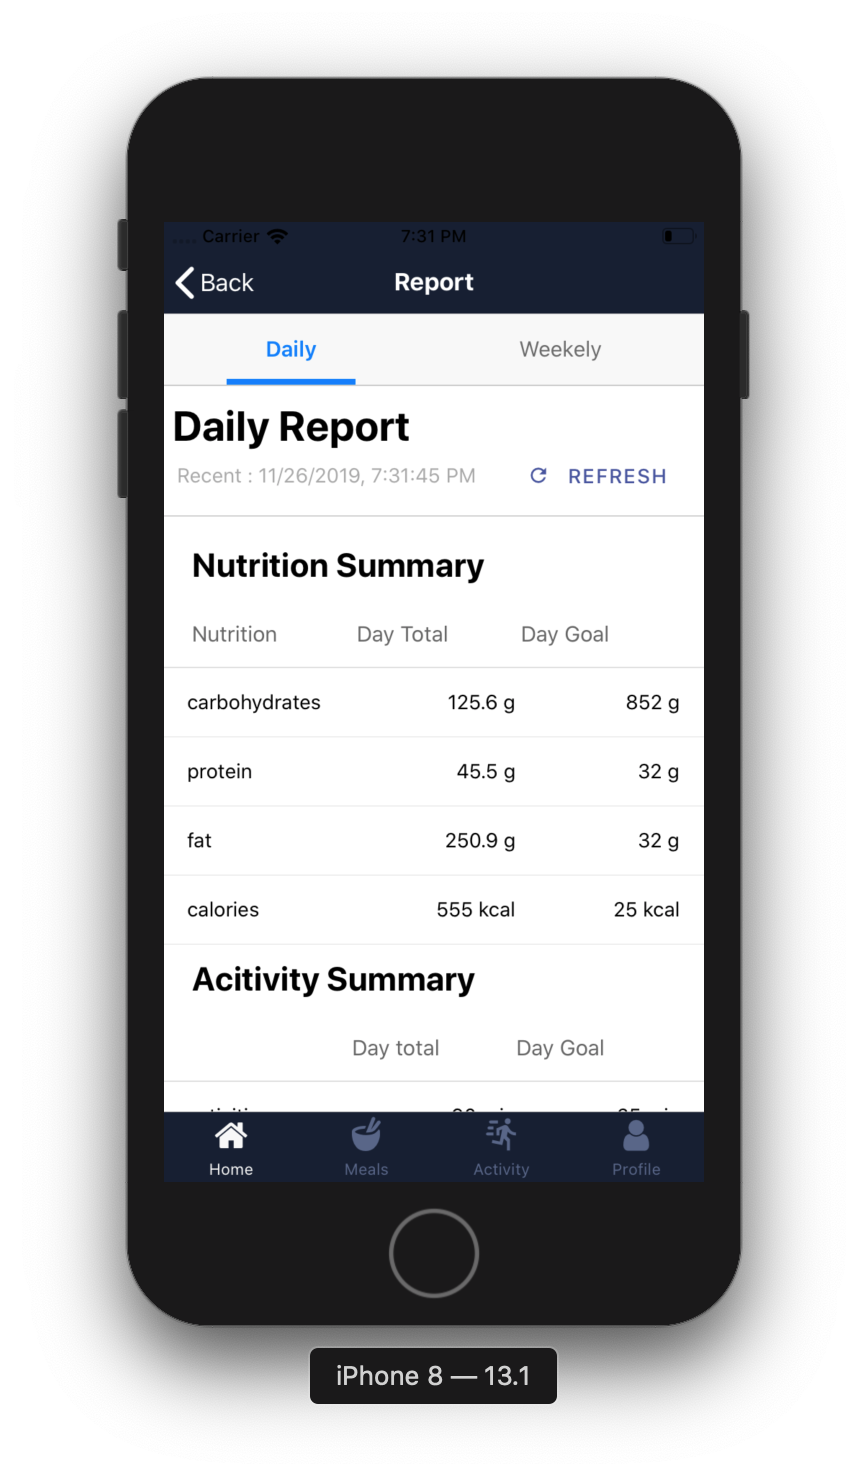 Carrier 7:31 PM
Back Report
Daily Weekely
Daily Report
Recent : 11/26/2019, 7:31:45 PM REFRESH
Nutrition Summary
Nutrition Day Total Day Goal
carbohydrates 125.6 g 852 g
protein 45.5 g 32 g
fat 250.9 g 32 g
calories 555 kcal 25 kcal
Acitivity Summary
Day total Day Goal
Home Meals Activity Profile
iPhone 8 — 13.1